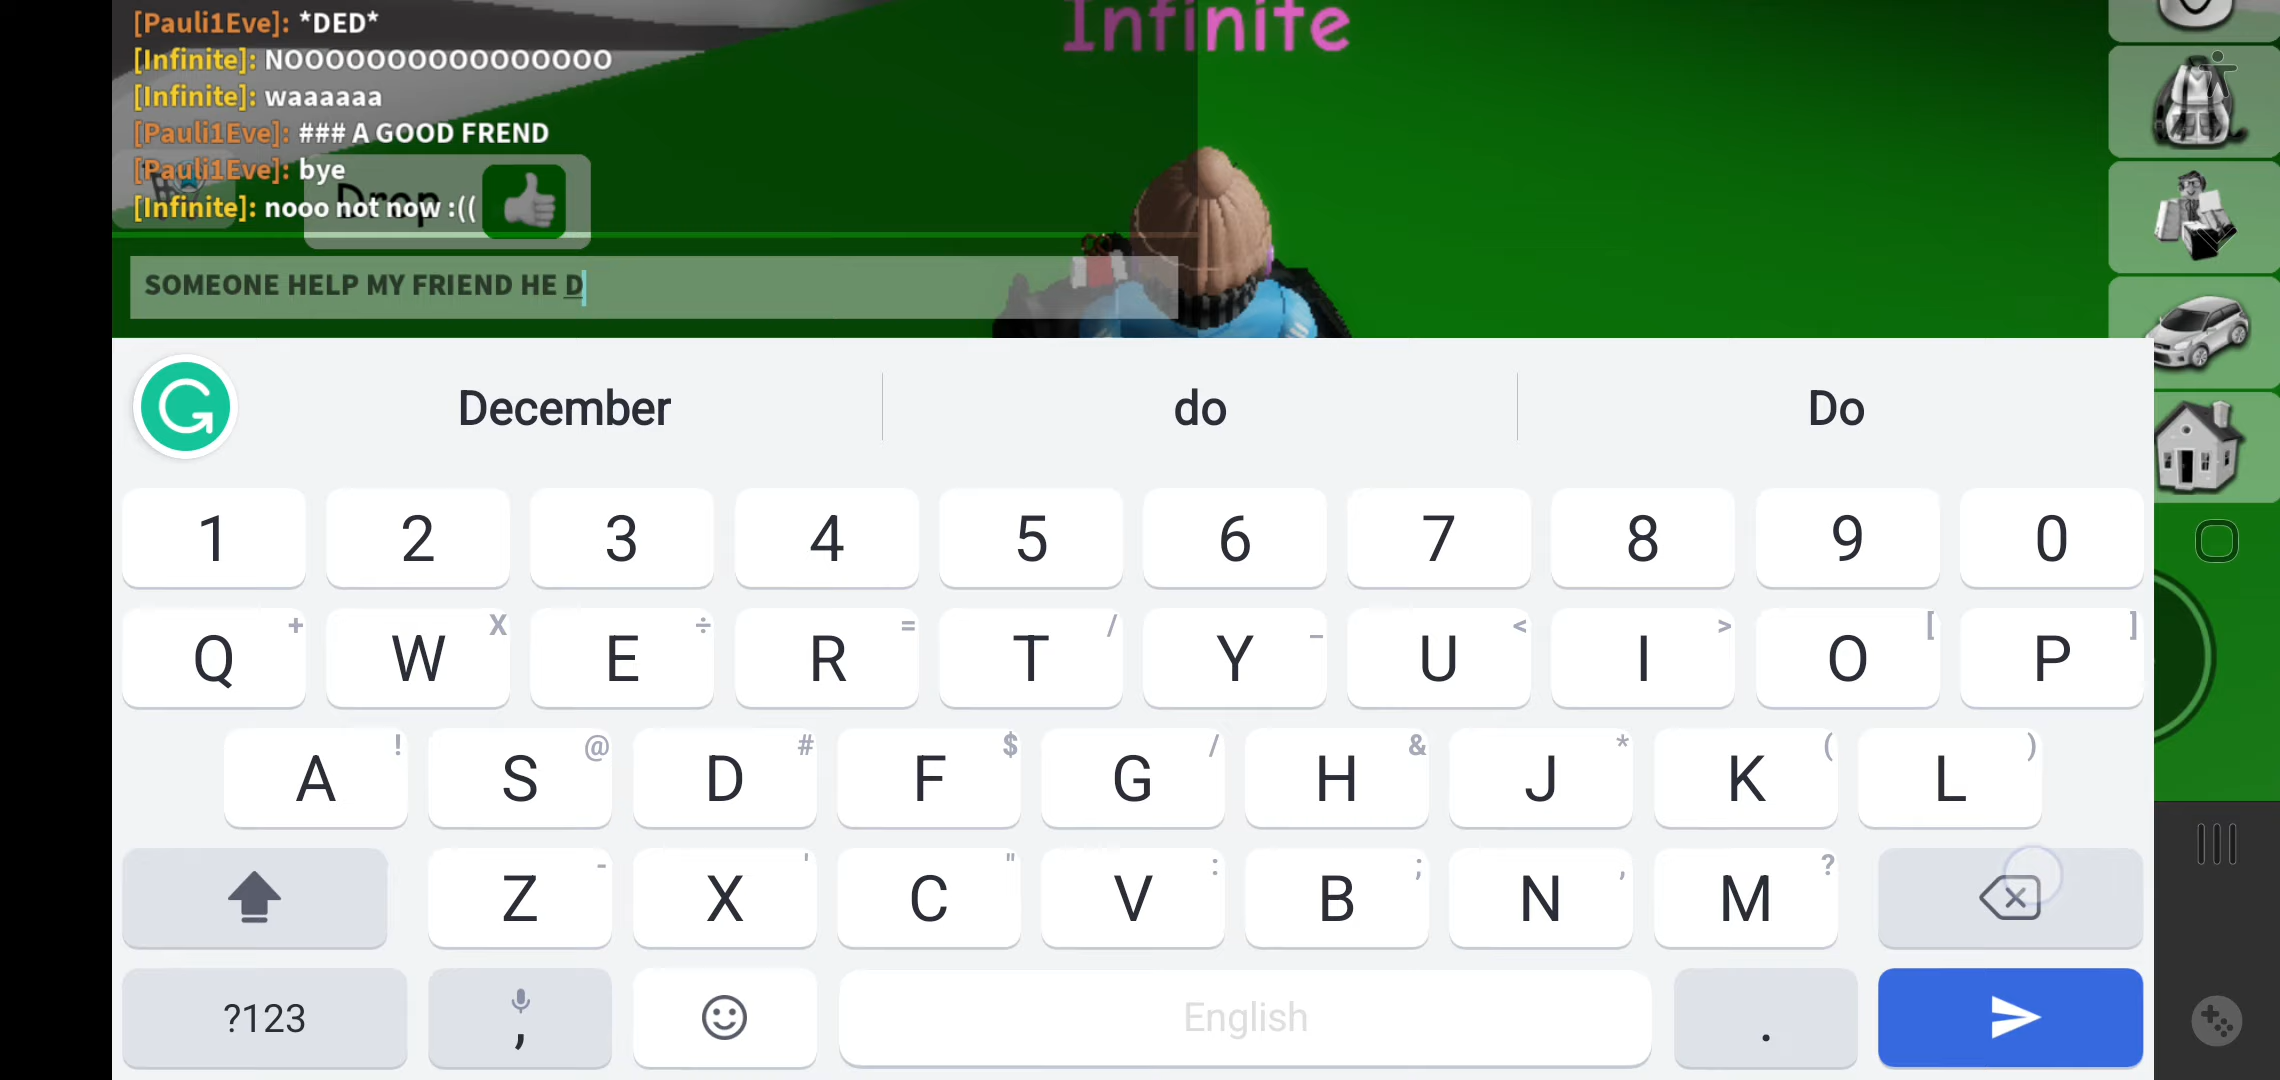 [Pauli1Eve]: *DED*
[Infinite]: NOOOOOOOOOOOOOOOO
[Infinite]: waaaaaa
[Pauli1Eve]: ### A GOOD FREND
[Pauli1Eve]: bye
[Infinite]: nooo not now :((
Infinite
Drop
SOMEONE HELP MY FRIEND HE D
December do Do
1 2 3 4 5 6 7 8 9 0
Q + W X E ÷ R = T / Y _ U < I > O [ P ]
A ! S @ D # F $ G / H & J * K ( L )
Z - X ' C " V : B ; N , M ?
?123 , English .